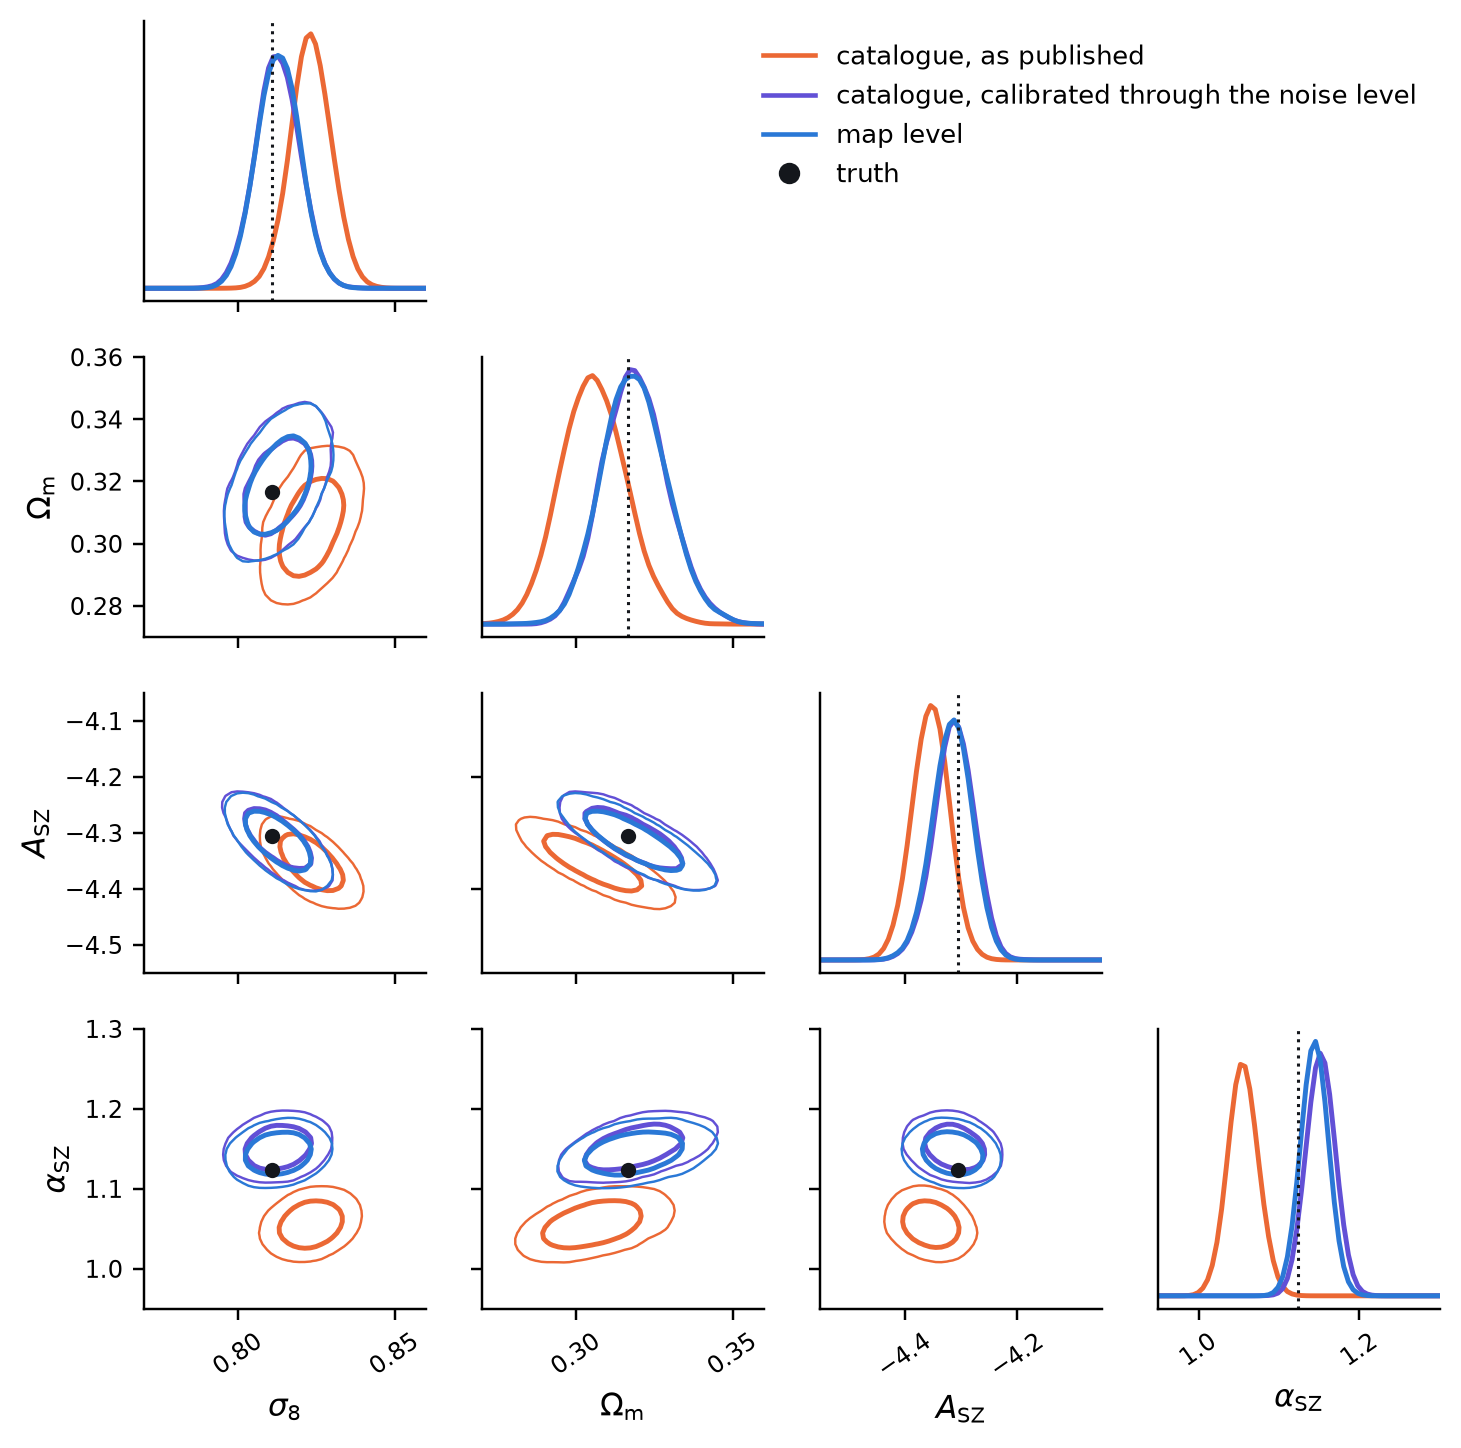 catalogue, as published
catalogue, calibrated through the noise level
map level
truth
0.36
0.34
0.32
0.30
0.28
Ωm
−4.1
−4.2
−4.3
−4.4
−4.5
ASZ
1.3
1.2
1.1
1.0
αSZ
0.80 0.85 0.30 0.35 −4.4 −4.2 1.0 1.2
σ8 Ωm ASZ αSZ